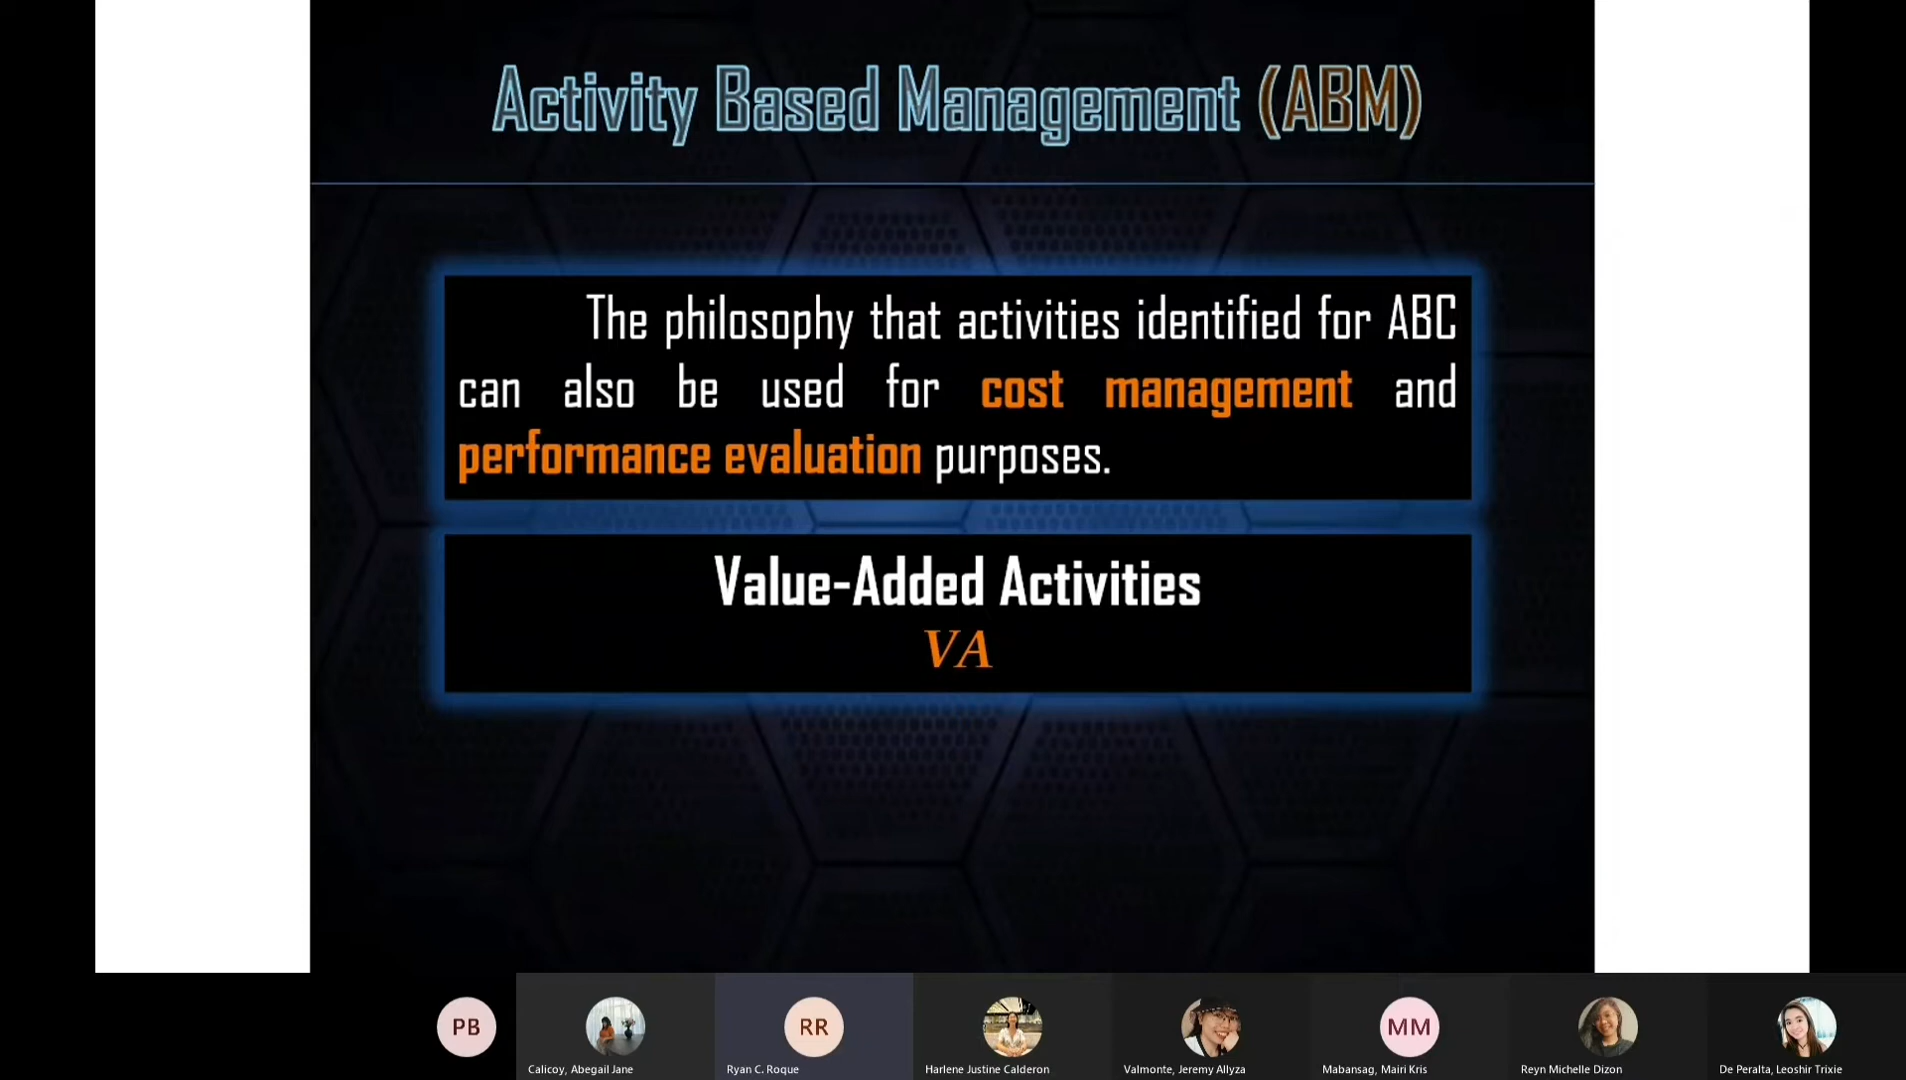 Activity Based Management (ABM)
The philosophy that activities identified for ABC
can also be used for cost management and
performance evaluation purposes.
Value-Added Activities
VA
PB
RR
MM
Calicoy, Abegail Jane
Ryan C. Roque
Harlene Justine Calderon
Valmonte, Jeremy Allyza
Mabansag, Mairi Kris
Reyn Michelle Dizon
De Peralta, Leoshir Trixie